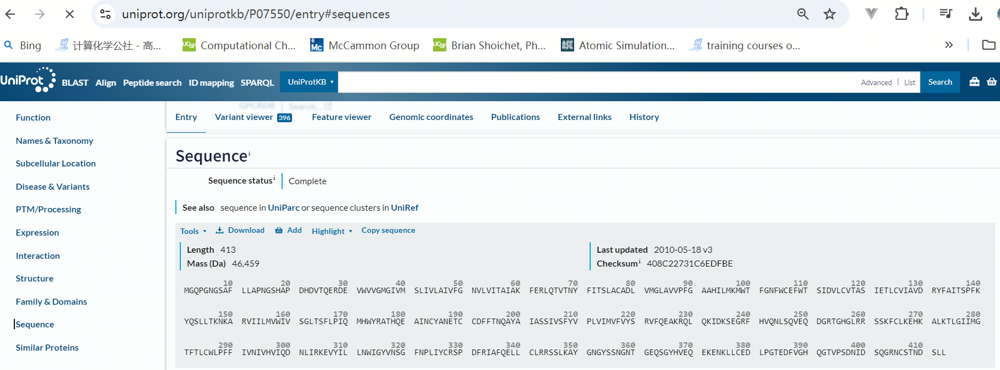 uniprot.org/uniprotkb/P07550/entry#sequences
Bing 计算化学公社 - 高... UCSF Computational Ch... Mc McCammon Group UCSF Brian Shoichet, Ph... ASE Atomic Simulation... training courses o... »
UniProt BLAST Align Peptide search ID mapping SPARQL UniProtKB Advanced | List Search
GPCRDB Search...
Function
Names & Taxonomy
Subcellular Location
Disease & Variants
PTM/Processing
Expression
Interaction
Structure
Family & Domains
Sequence
Similar Proteins
Entry Variant viewer 396 Feature viewer Genomic coordinates Publications External links History
Sequence i
Sequence status i Complete
See also sequence in UniParc or sequence clusters in UniRef
Tools Download Add Highlight Copy sequence
Length 413 Last updated 2010-05-18 v3
Mass (Da) 46,459 Checksum i 408C22731C6EDFBE
10 20 30 40 50 60 70 80 90 100 110 120 130 140
MGQPGNGSAF LLAPNGSHAP DHDVTQERDE VWVVGMGIVM SLIVLAIVFG NVLVITAIAK FERLQTVTNY FITSLACADL VMGLAVVPFG AAHILMKMWT FGNFWCEFWT SIDVLCVTAS IETLCVIAVD RYFAITSPFK
150 160 170 180 190 200 210 220 230 240 250 260 270 280
YQSLLTKNKA RVIILMVWIV SGLTSFLPIQ MHWYRATHQE AINCYANETC CDFFTNQAYA IASSIVSFYV PLVIMVFVYS RVFQEAKRQL QKIDKSEGRF HVQNLSQVEQ DGRTGHGLRR SSKFCLKEHK ALKTLGIIMG
290 300 310 320 330 340 350 360 370 380 390 400 410
TFTLCWLPFF IVNIVHVIQD NLIRKEVYIL LNWIGYVNSG FNPLIYCRSP DFRIAFQELL CLRRSSLKAY GNGYSSNGNT GEQSGYHVEQ EKENKLLCED LPGTEDFVGH QGTVPSDNID SQGRNCSTND SLL